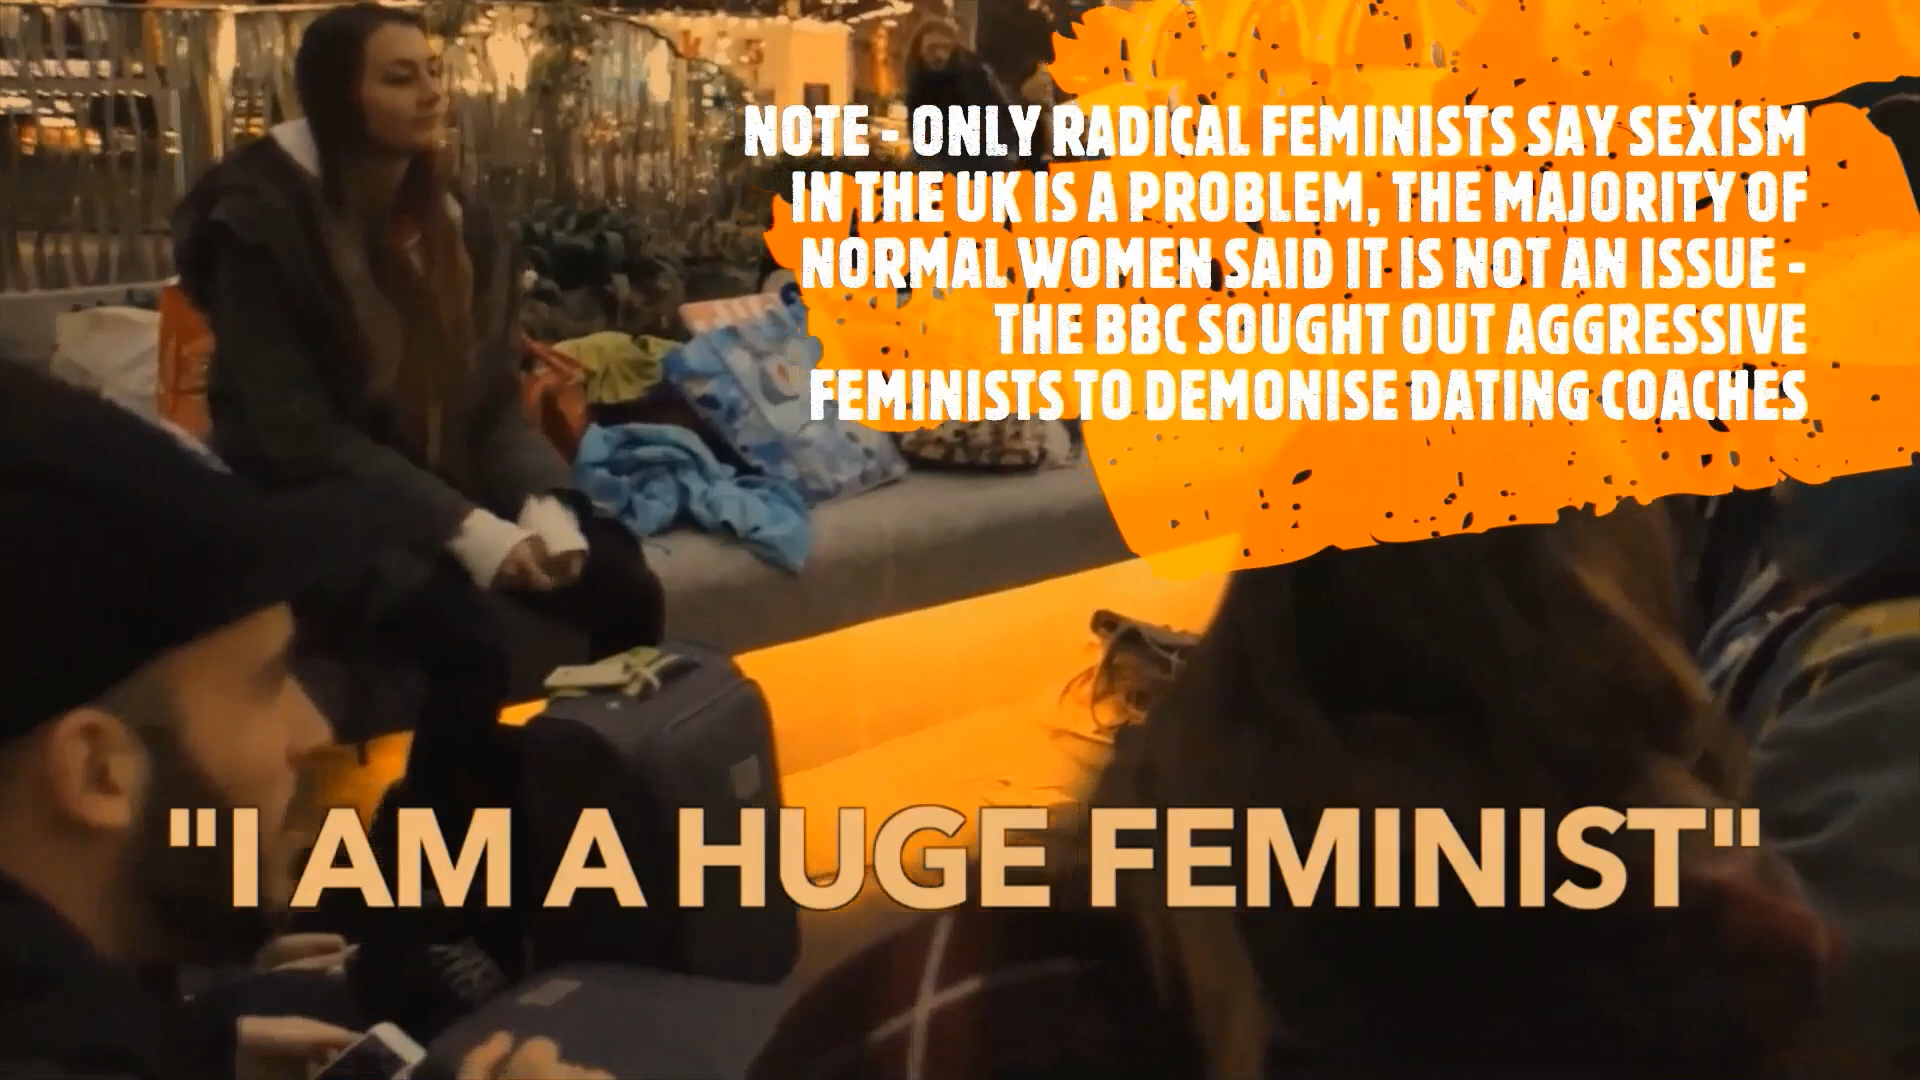 NOTE - ONLY RADICAL FEMINISTS SAY SEXISM
IN THE UK IS A PROBLEM, THE MAJORITY OF
NORMAL WOMEN SAID IT IS NOT AN ISSUE -
THE BBC SOUGHT OUT AGGRESSIVE
FEMINISTS TO DEMONISE DATING COACHES
"I AM A HUGE FEMINIST"